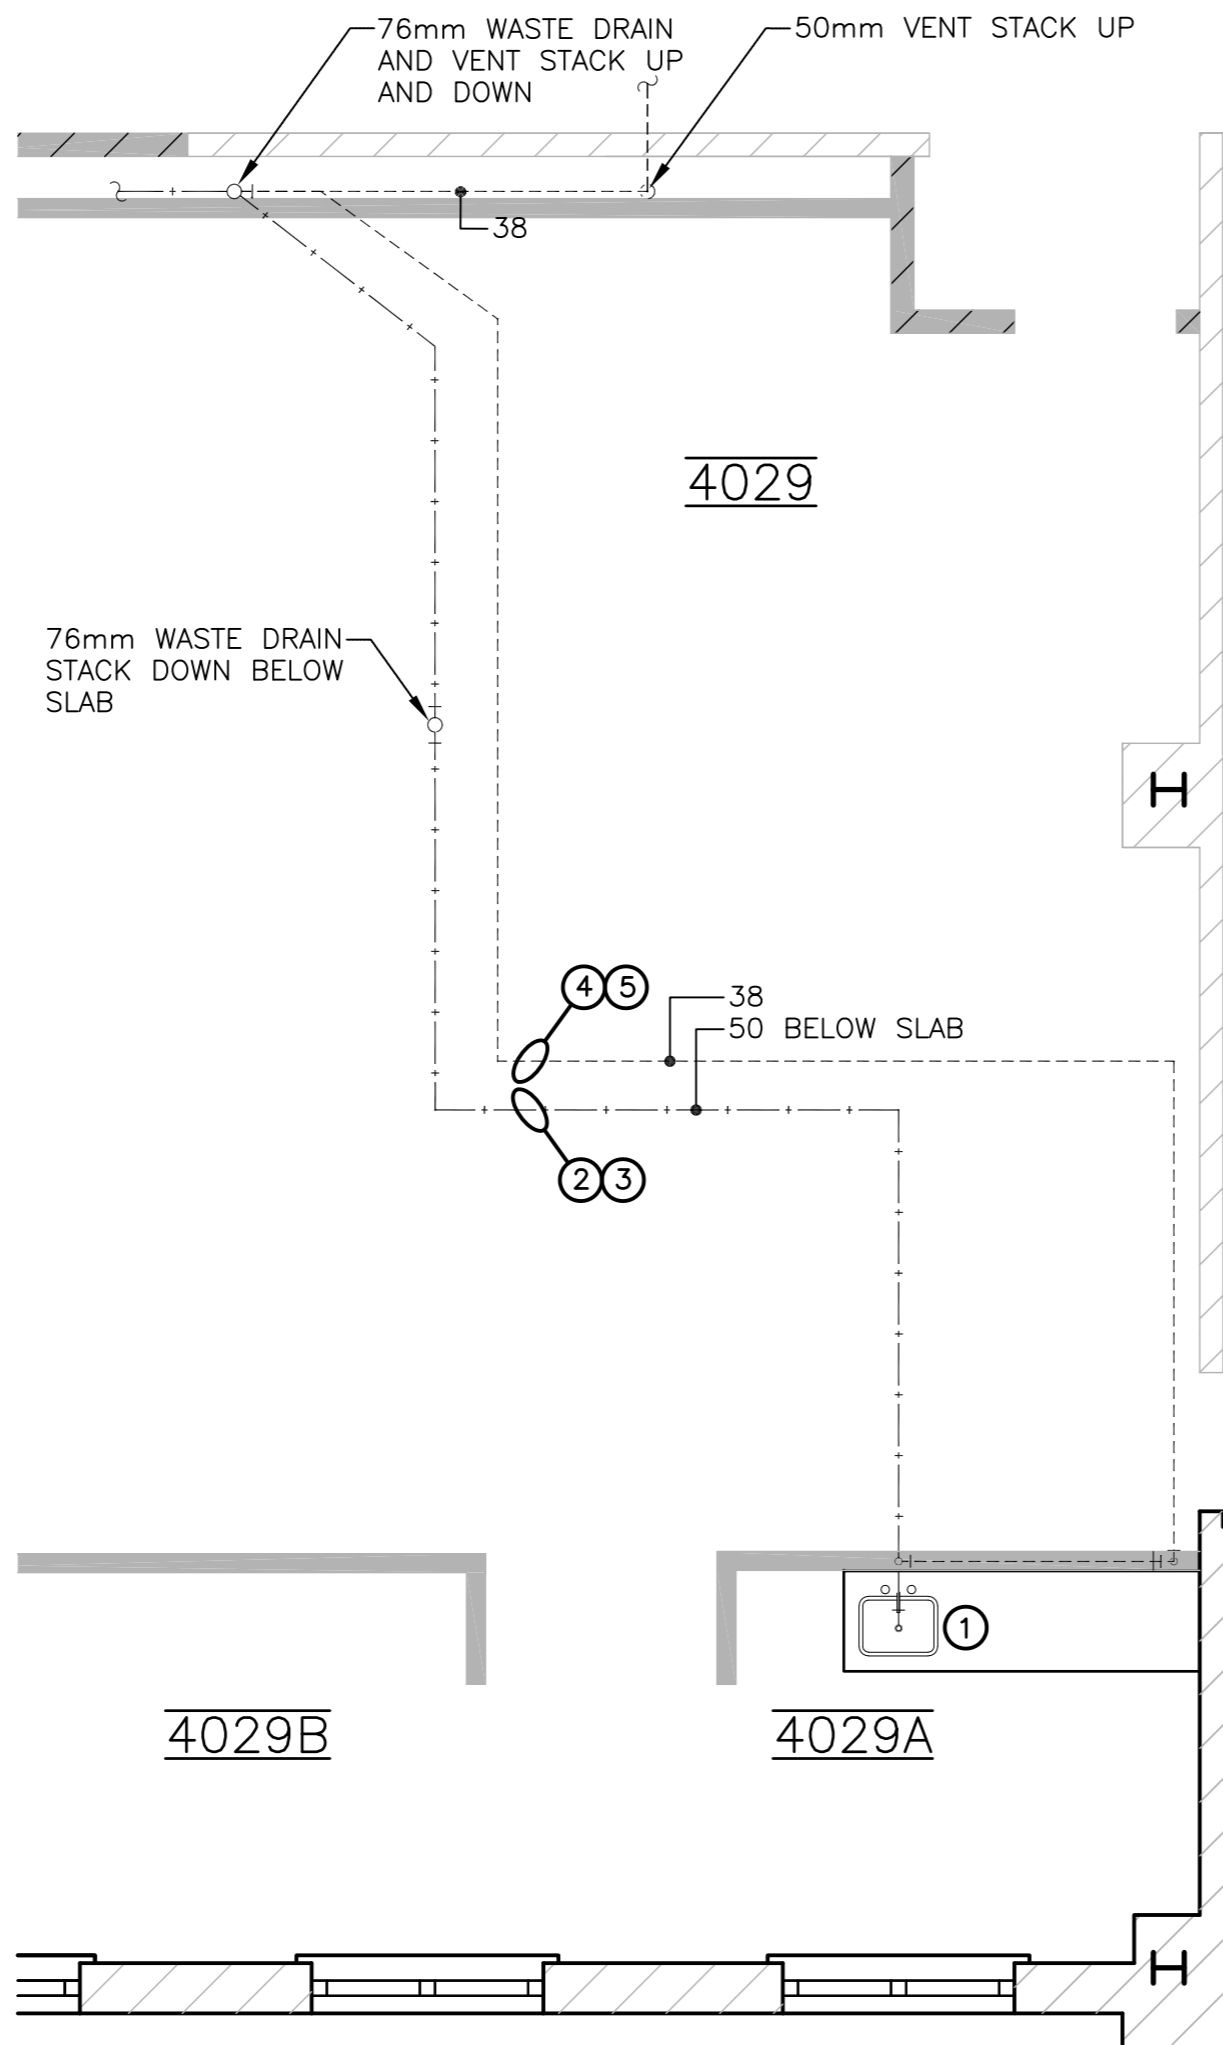 76mm WASTE DRAIN
AND VENT STACK UP
AND DOWN
50mm VENT STACK UP
38
4029
76mm WASTE DRAIN
STACK DOWN BELOW
SLAB
4 5
38
50 BELOW SLAB
2 3
1
4029B
4029A